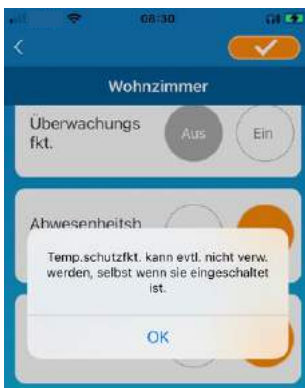 08:30
Wohnzimmer
Überwachungs
fkt.
Aus
Ein
Abwesenheitsb
Temp.schutzfkt. kann evtl. nicht verw.
werden, selbst wenn sie eingeschaltet
ist.
OK